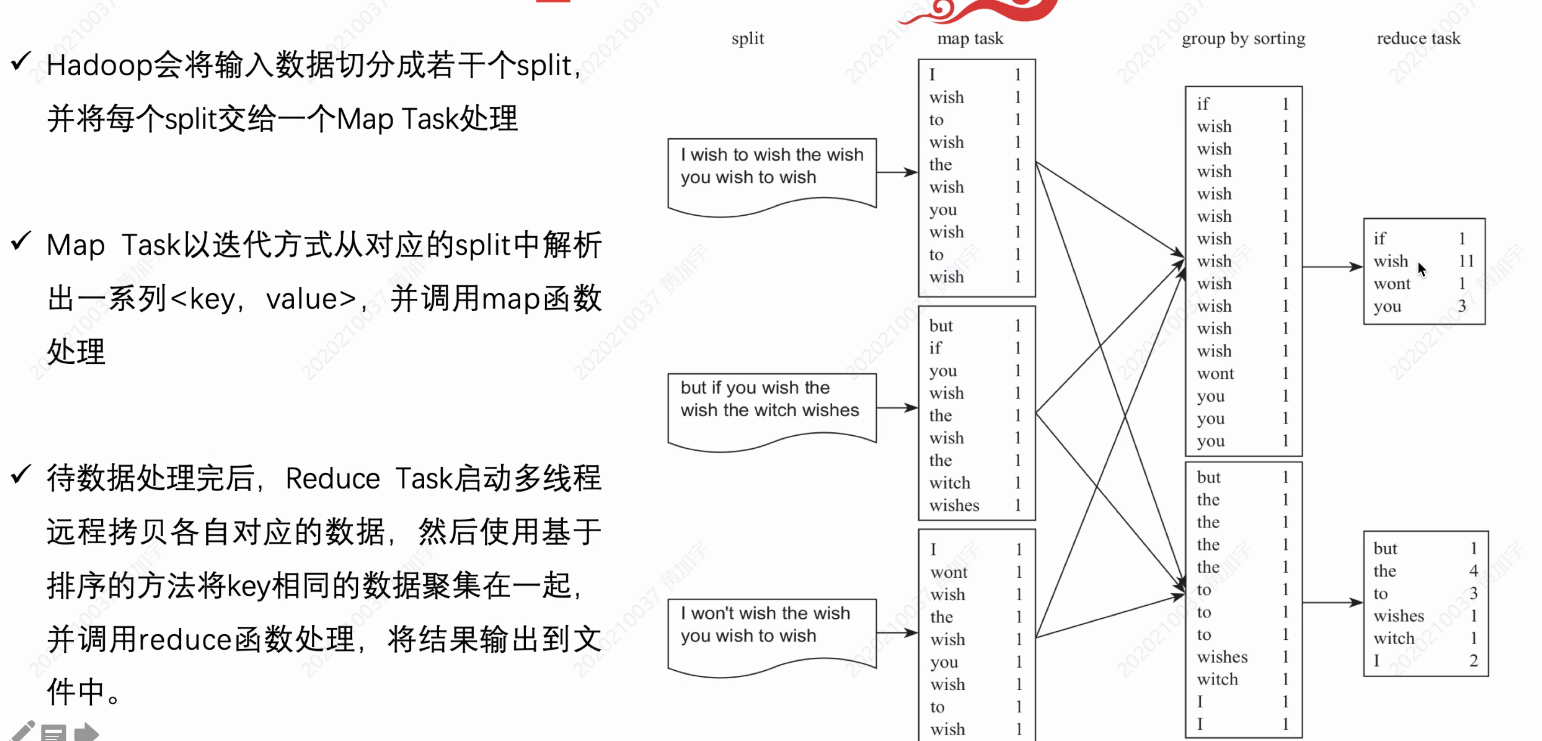 ✓ Hadoop会将输入数据切分成若干个split,
并将每个split交给一个Map Task处理
✓ Map Task以迭代方式从对应的split中解析
出一系列<key, value>, 并调用map函数
处理
✓ 待数据处理完后, Reduce Task启动多线程
远程拷贝各自对应的数据, 然后使用基于
排序的方法将key相同的数据聚集在一起,
并调用reduce函数处理, 将结果输出到文
件中。
split
I wish to wish the wish
you wish to wish
but if you wish the
wish the witch wishes
I won't wish the wish
you wish to wish
map task
I 1
wish 1
to 1
wish 1
the 1
wish 1
you 1
wish 1
to 1
wish 1
but 1
if 1
you 1
wish 1
the 1
wish 1
the 1
witch 1
wishes 1
I 1
wont 1
wish 1
the 1
wish 1
you 1
wish 1
to 1
wish 1
group by sorting
if 1
wish 1
wish 1
wish 1
wish 1
wish 1
wish 1
wish 1
wish 1
wish 1
wish 1
wish 1
wont 1
you 1
you 1
you 1
but 1
the 1
the 1
the 1
the 1
to 1
to 1
to 1
wishes 1
witch 1
I 1
I 1
reduce task
if 1
wish 11
wont 1
you 3
but 1
the 4
to 3
wishes 1
witch 1
I 2